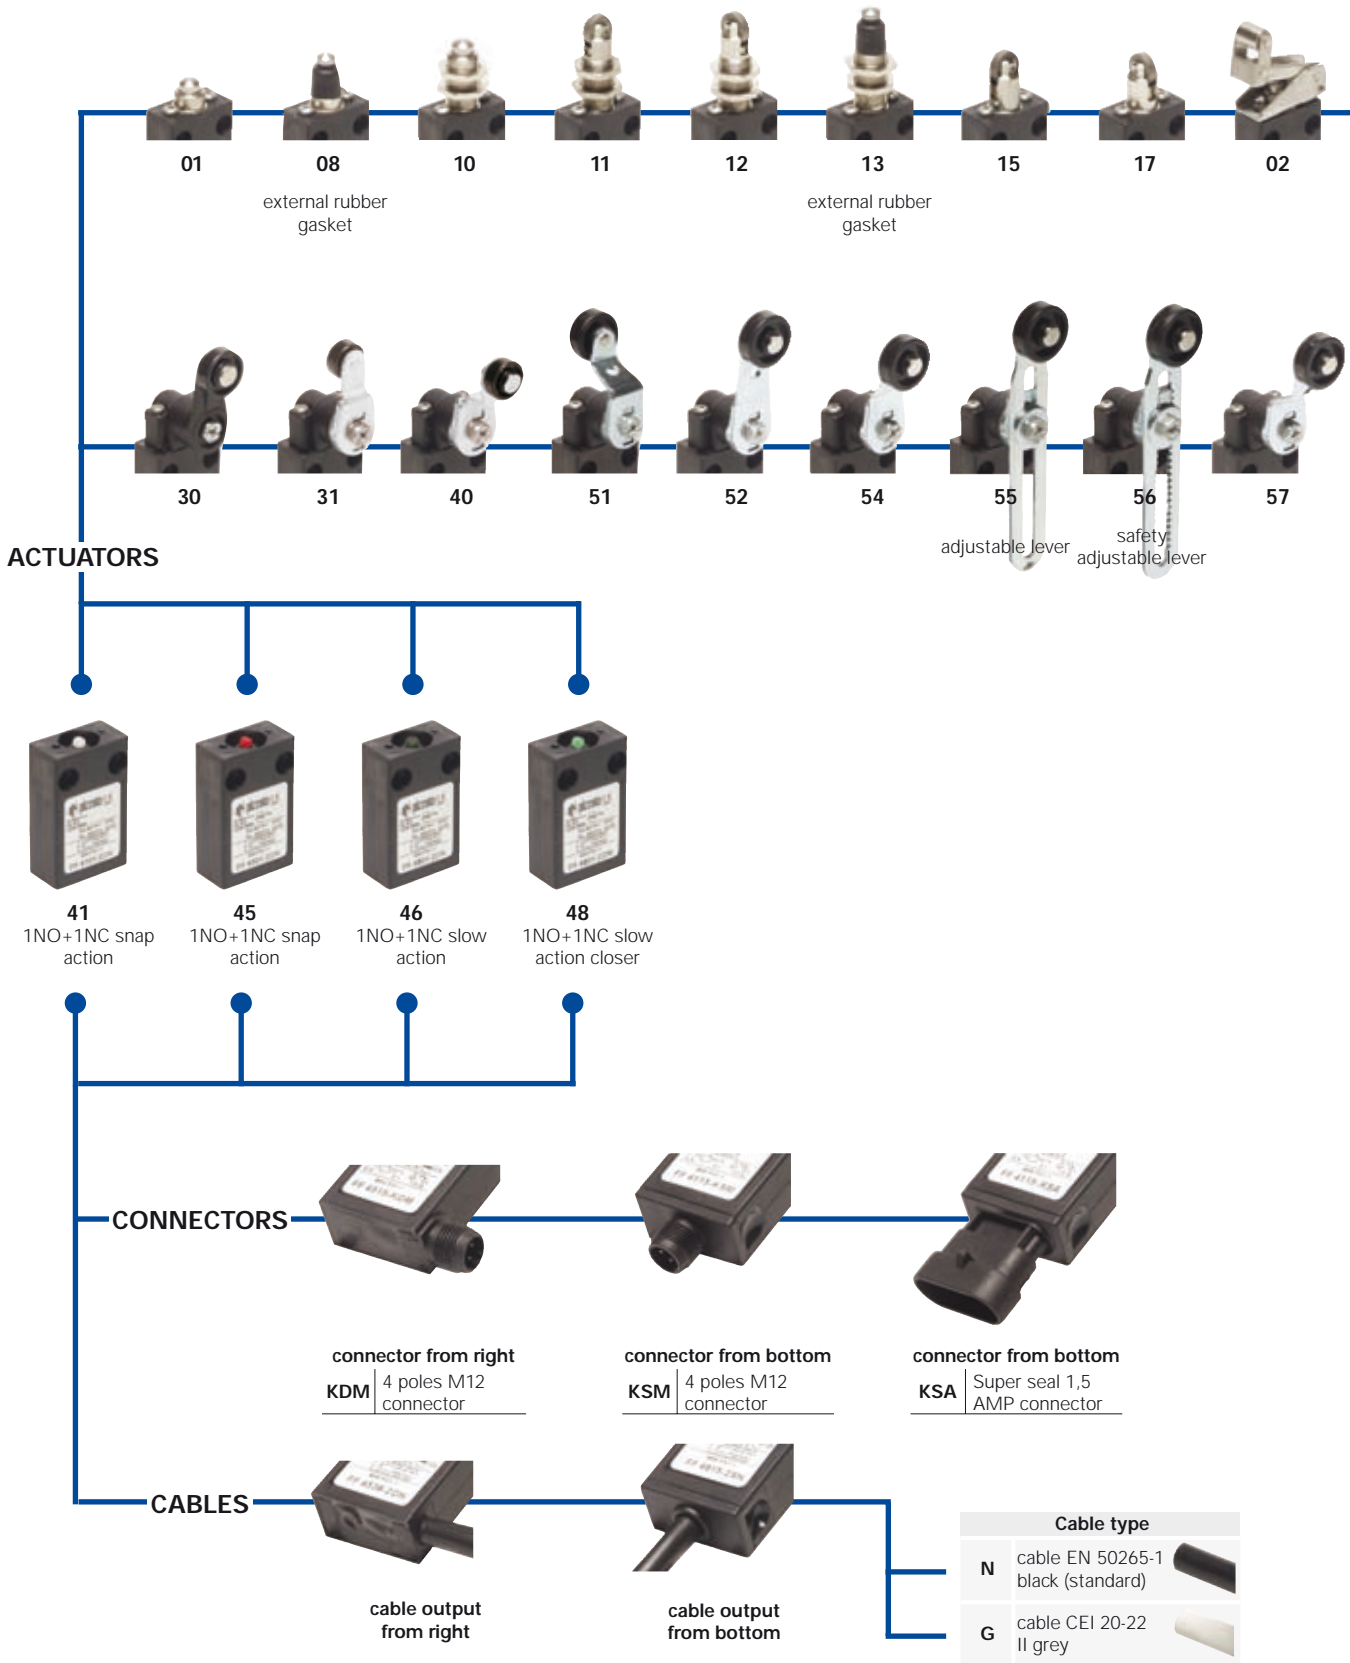 01
08
10
11
12
13
15
17
02
external rubber
gasket
external rubber
gasket
30
31
40
51
52
54
55
56
57
adjustable lever
safety
adjustable lever
ACTUATORS
41
1NO+1NC snap
action
45
1NO+1NC snap
action
46
1NO+1NC slow
action
48
1NO+1NC slow
action closer
CONNECTORS
connector from right
KDM
4 poles M12
connector
connector from bottom
KSM
4 poles M12
connector
connector from bottom
KSA
Super seal 1,5
AMP connector
CABLES
cable output
from right
cable output
from bottom
Cable type
N
cable EN 50265-1
black (standard)
G
cable CEI 20-22
II grey